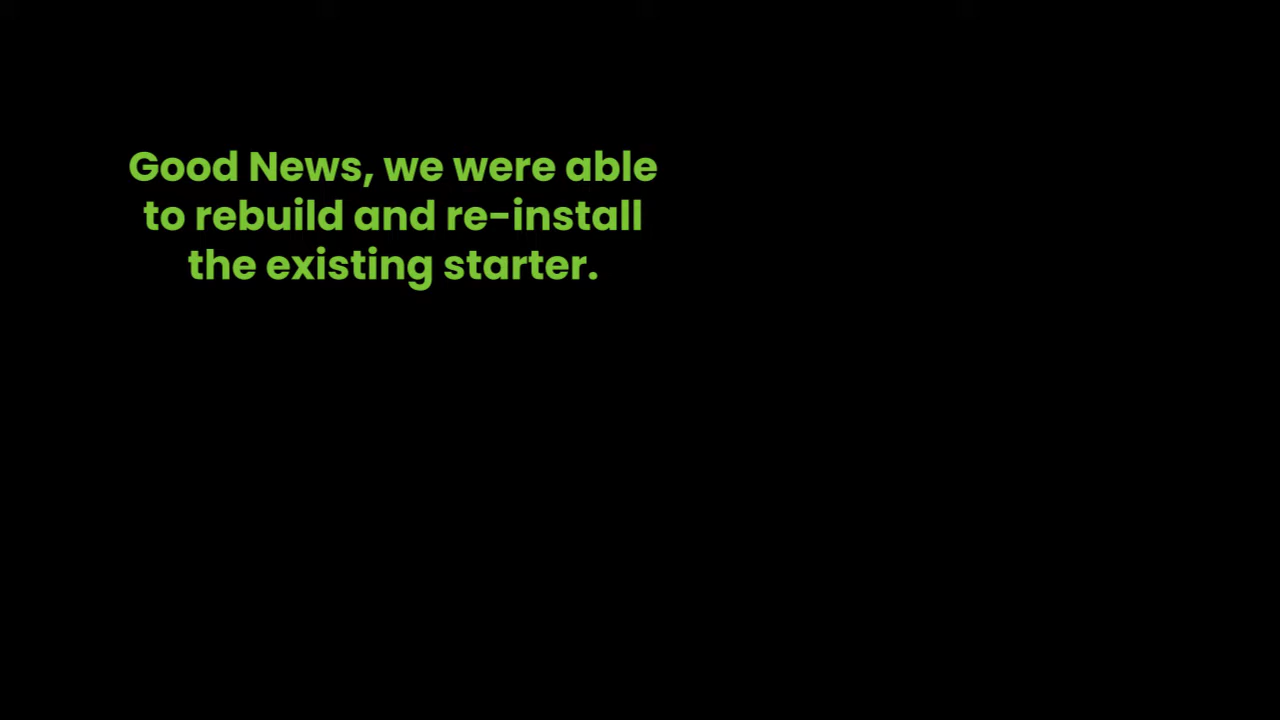 Good News, we were able
to rebuild and re-install
the existing starter.